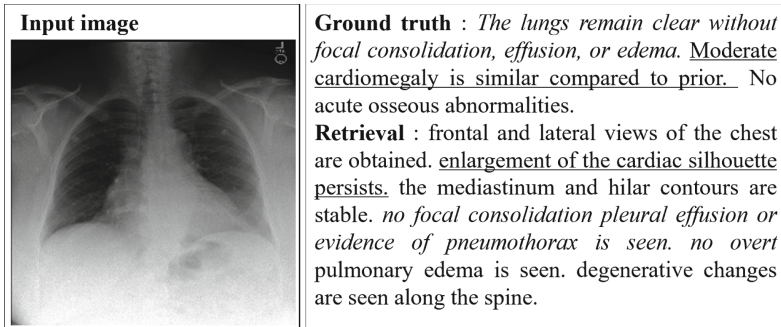 Input image
L
Ground truth : The lungs remain clear without
focal consolidation, effusion, or edema. Moderate
cardiomegaly is similar compared to prior. No
acute osseous abnormalities.
Retrieval : frontal and lateral views of the chest
are obtained. enlargement of the cardiac silhouette
persists. the mediastinum and hilar contours are
stable. no focal consolidation pleural effusion or
evidence of pneumothorax is seen. no overt
pulmonary edema is seen. degenerative changes
are seen along the spine.